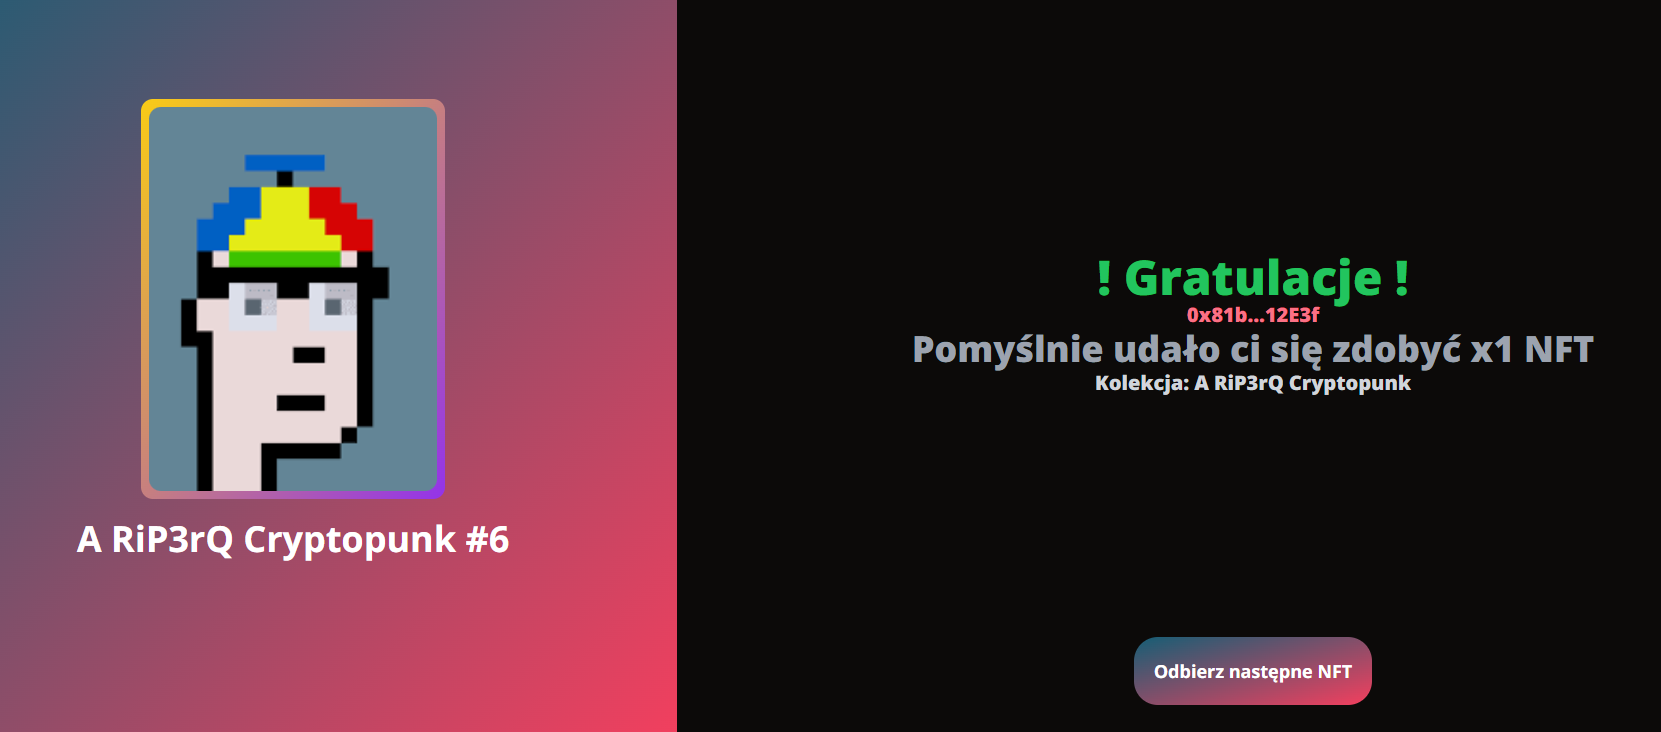 A RiP3rQ Cryptopunk #6
! Gratulacje !
0x81b...12E3f
Pomyślnie udało ci się zdobyć x1 NFT
Kolekcja: A RiP3rQ Cryptopunk
Odbierz następne NFT